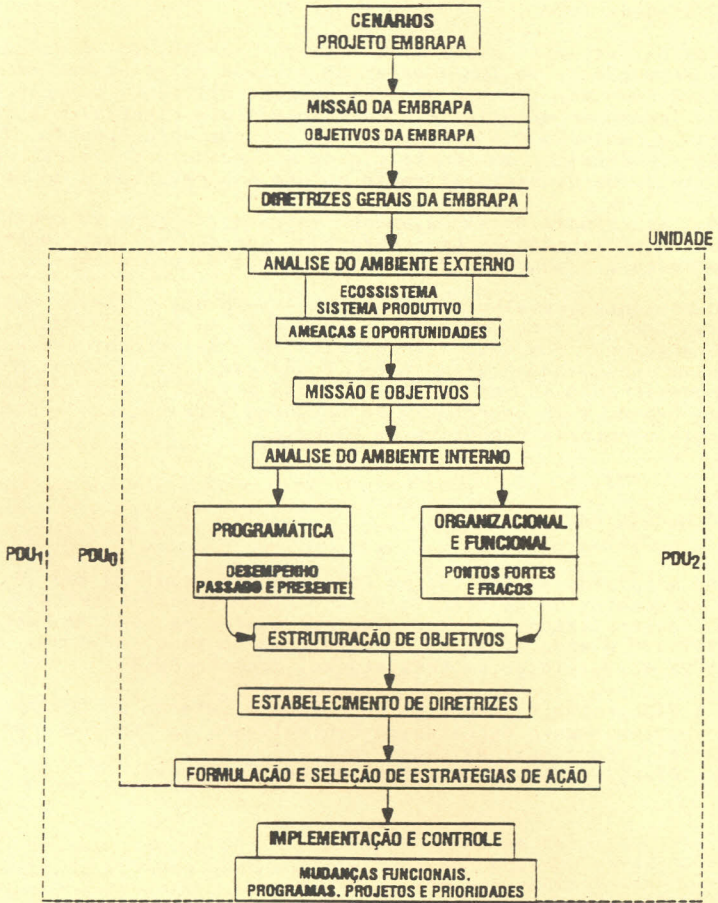 CENARIOS
PROJETO EMBRAPA
MISSÃO DA EMBRAPA
OBJETIVOS DA EMBRAPA
DIRETRIZES GERAIS DA EMBRAPA
UNIDADE
ANALISE DO AMBIENTE EXTERNO
ECOSSISTEMA
SISTEMA PRODUTIVO
AMEAÇAS E OPORTUNIDADES
MISSÃO E OBJETIVOS
ANALISE DO AMBIENTE INTERNO
PROGRAMÁTICA
DESEMPENHO
PASSADO E PRESENTE
ORGANIZACIONAL
E FUNCIONAL
PONTOS FORTES
E FRACOS
PDU1
PDU0
PDU2
ESTRUTURAÇÃO DE OBJETIVOS
ESTABELECIMENTO DE DIRETRIZES
FORMULAÇÃO E SELEÇÃO DE ESTRATÉGIAS DE AÇÃO
IMPLEMENTAÇÃO E CONTROLE
MUDANÇAS FUNCIONAIS,
PROGRAMAS, PROJETOS E PRIORIDADES